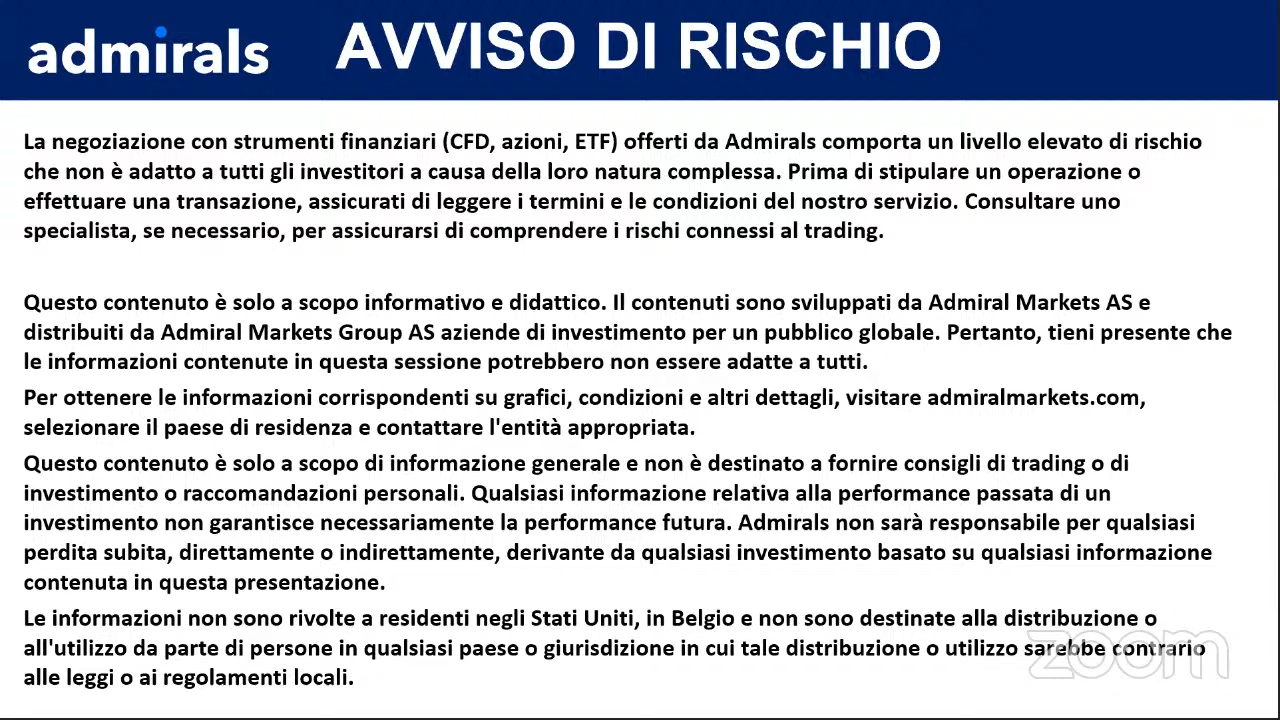 admirals AVVISO DI RISCHIO
La negoziazione con strumenti finanziari (CFD, azioni, ETF) offerti da Admirals comporta un livello elevato di rischio
che non è adatto a tutti gli investitori a causa della loro natura complessa. Prima di stipulare un operazione o
effettuare una transazione, assicurati di leggere i termini e le condizioni del nostro servizio. Consultare uno
specialista, se necessario, per assicurarsi di comprendere i rischi connessi al trading.
Questo contenuto è solo a scopo informativo e didattico. Il contenuti sono sviluppati da Admiral Markets AS e
distribuiti da Admiral Markets Group AS aziende di investimento per un pubblico globale. Pertanto, tieni presente che
le informazioni contenute in questa sessione potrebbero non essere adatte a tutti.
Per ottenere le informazioni corrispondenti su grafici, condizioni e altri dettagli, visitare admiralmarkets.com,
selezionare il paese di residenza e contattare l'entità appropriata.
Questo contenuto è solo a scopo di informazione generale e non è destinato a fornire consigli di trading o di
investimento o raccomandazioni personali. Qualsiasi informazione relativa alla performance passata di un
investimento non garantisce necessariamente la performance futura. Admirals non sarà responsabile per qualsiasi
perdita subita, direttamente o indirettamente, derivante da qualsiasi investimento basato su qualsiasi informazione
contenuta in questa presentazione.
Le informazioni non sono rivolte a residenti negli Stati Uniti, in Belgio e non sono destinate alla distribuzione o
all'utilizzo da parte di persone in qualsiasi paese o giurisdizione in cui tale distribuzione o utilizzo sarebbe contrario
alle leggi o ai regolamenti locali.
zoom